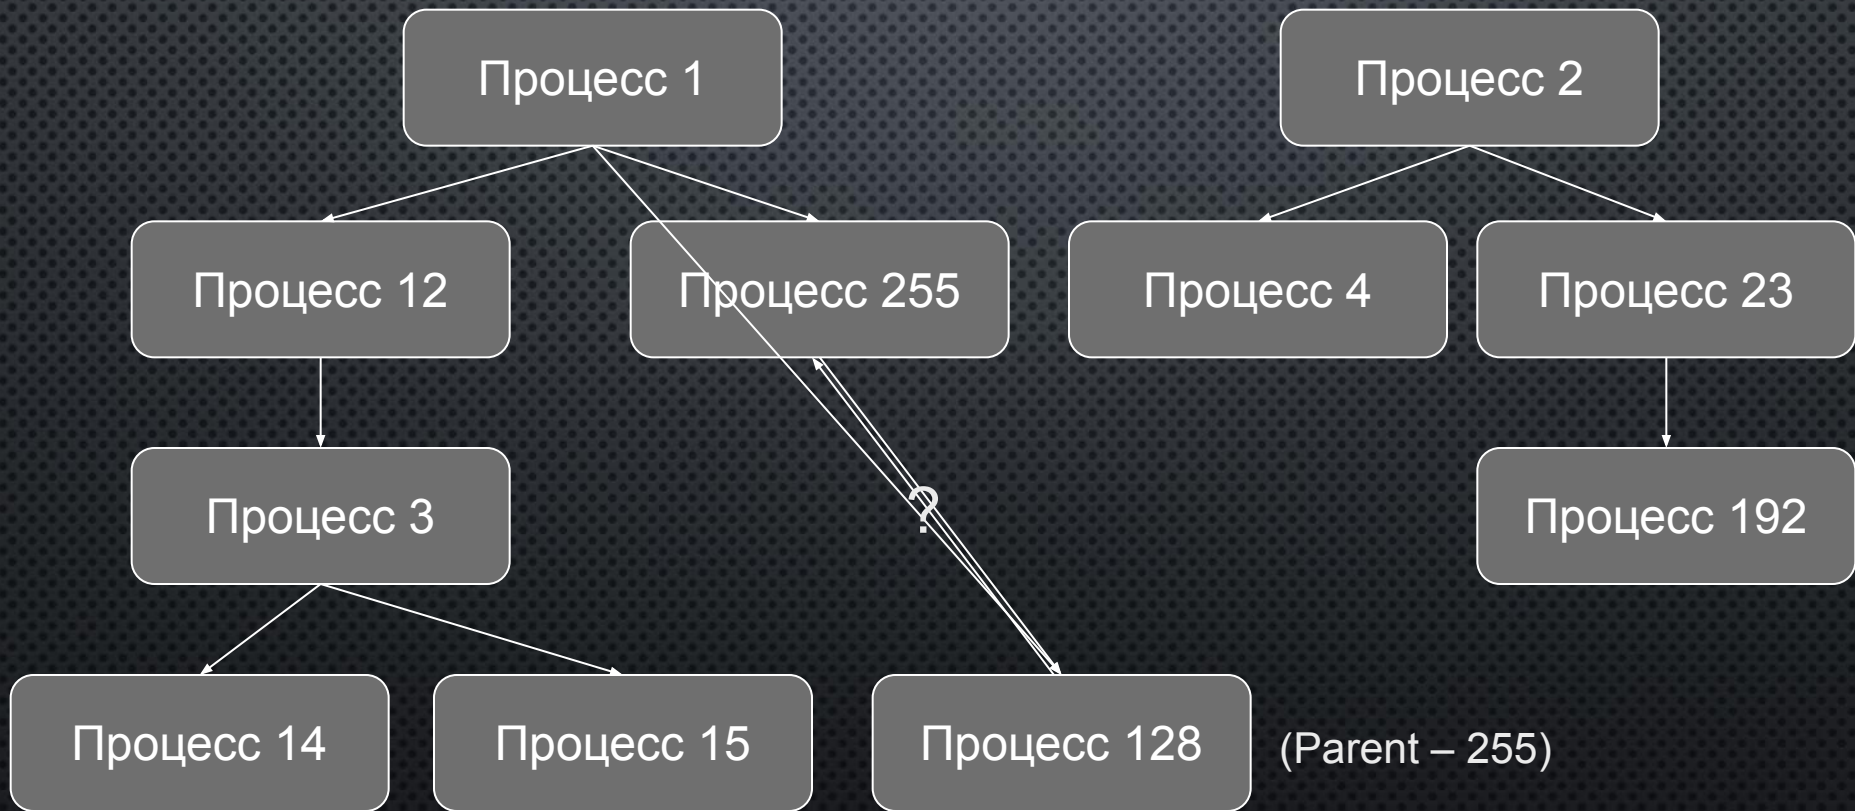 Процесс 1
Процесс 2
Процесс 12
Процесс 255
Процесс 4
Процесс 23
Процесс 3
?
Процесс 192
Процесс 14
Процесс 15
Процесс 128
(Parent – 255)